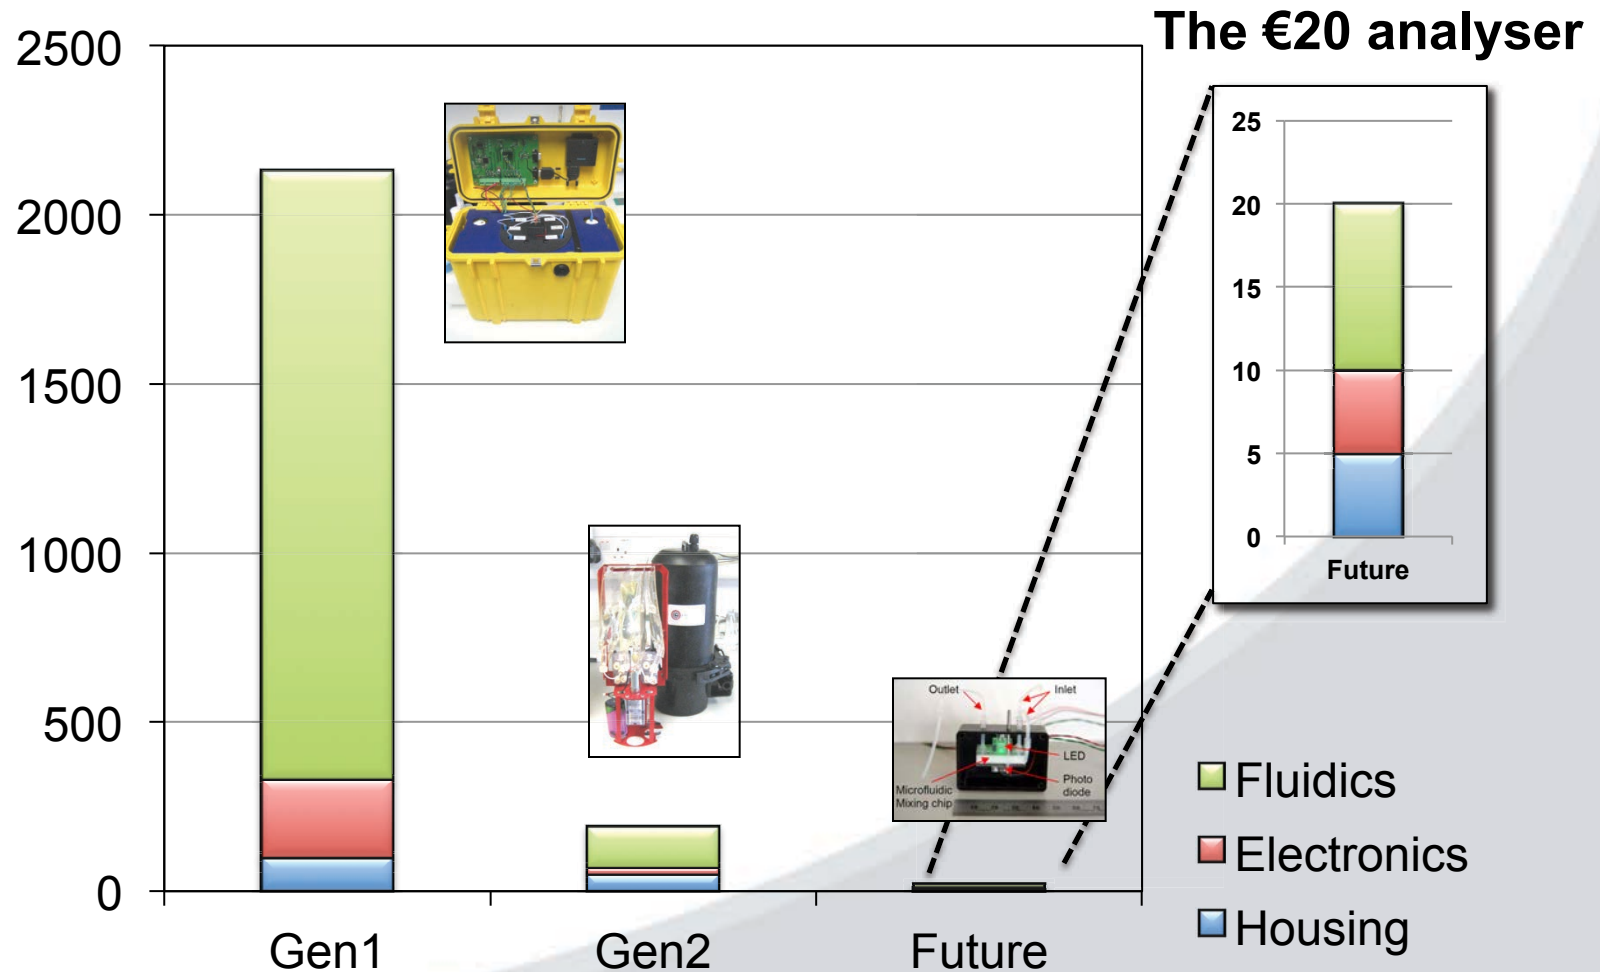 The €20 analyser
2500
2000
1500
1000
500
0
Gen1
Gen2
Future
Outlet
Inlet
LED
Photo
diode
Microfluidic
Mixing chip
25
20
15
10
5
0
Future
Fluidics
Electronics
Housing